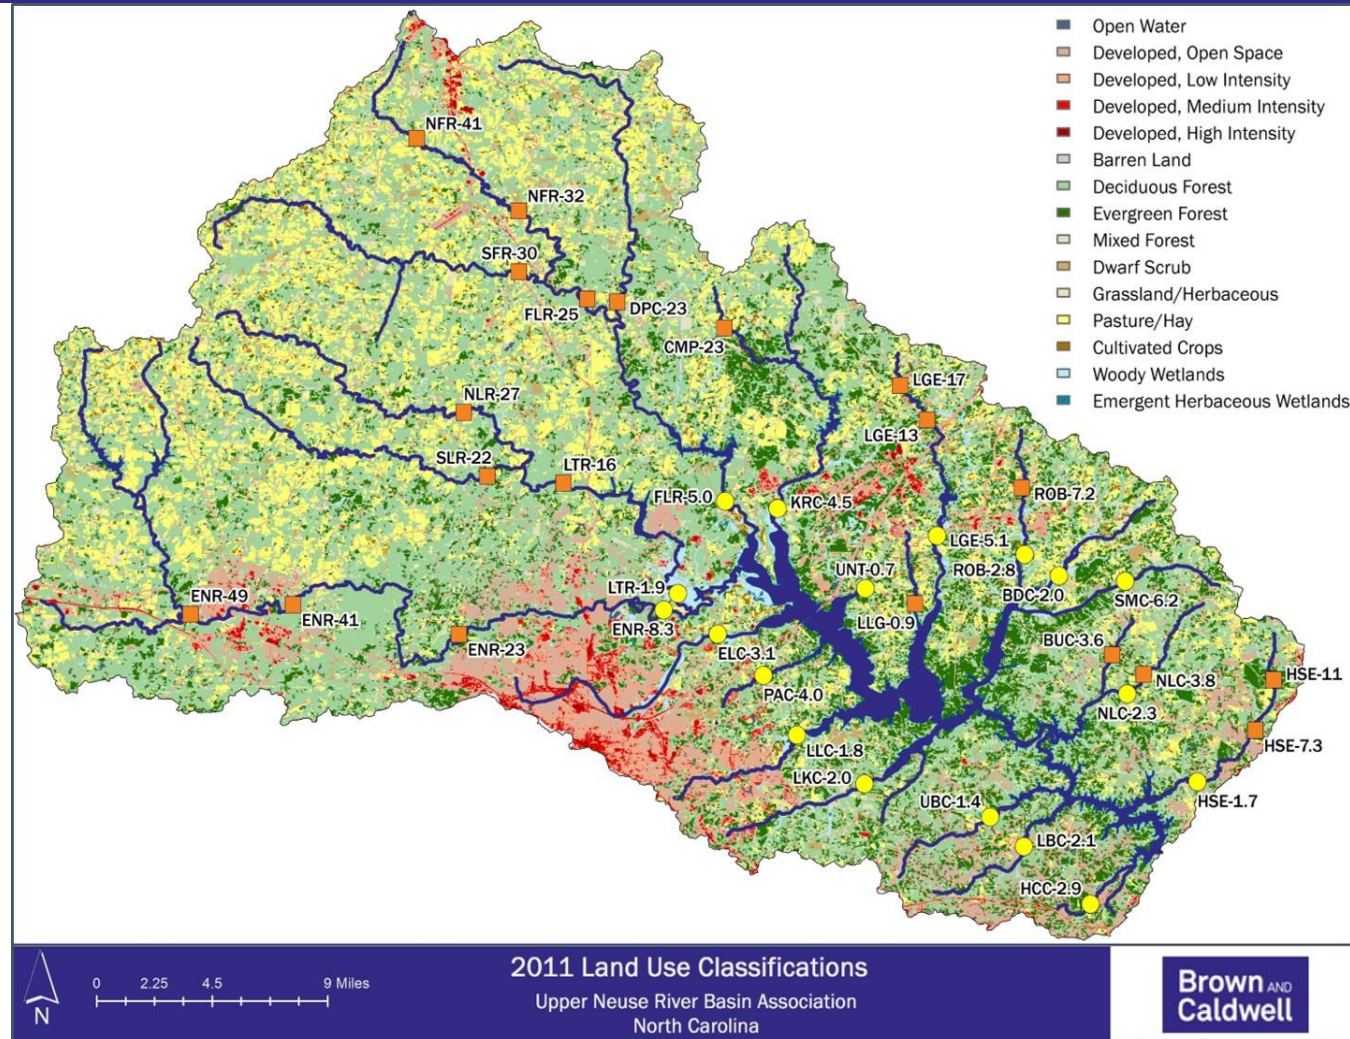 Open Water
Developed, Open Space
Developed, Low Intensity
Developed, Medium Intensity
Developed, High Intensity
Barren Land
Deciduous Forest
Evergreen Forest
Mixed Forest
Dwarf Scrub
Grassland/Herbaceous
Pasture/Hay
Cultivated Crops
Woody Wetlands
Emergent Herbaceous Wetlands
NFR-41
NFR-32
SFR-30
FLR-25
DPC-23
CMP-23
LGE-17
NLR-27
LGE-13
SLR-22
LTR-16
FLR-5.0
KRC-4.5
ROB-7.2
LGE-5.1
ROB-2.8
UNT-0.7
BDC-2.0
SMC-6.2
LTR-1.9
ENR-49
ENR-41
ENR-8.3
LLG-0.9
ENR-23
ELC-3.1
BUC-3.6
PAC-4.0
NLC-3.8
HSE-11
NLC-2.3
LLC-1.8
HSE-7.3
LKC-2.0
UBC-1.4
HSE-1.7
LBC-2.1
HCC-2.9
N
0 2.25 4.5 9 Miles
2011 Land Use Classifications
Upper Neuse River Basin Association
North Carolina
Brown AND
Caldwell